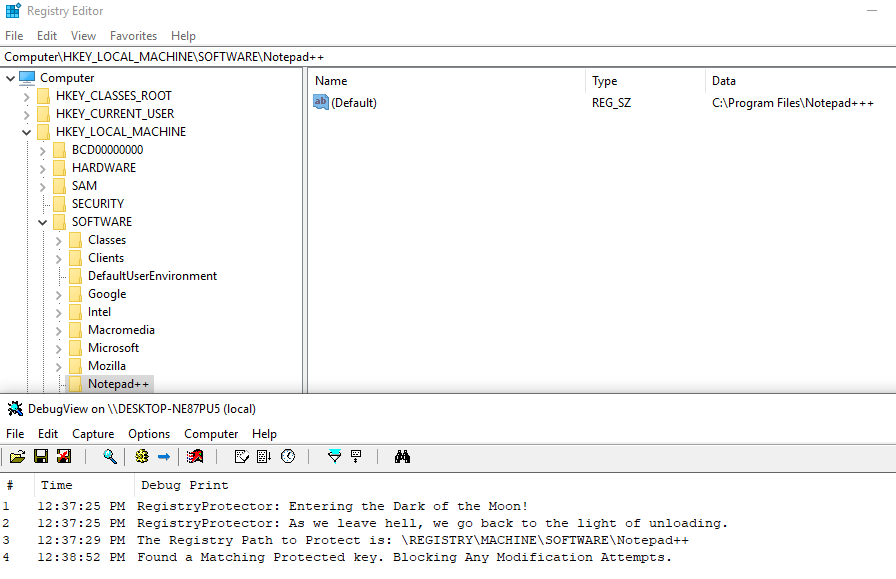 Registry Editor
File Edit View Favorites Help
Computer\HKEY_LOCAL_MACHINE\SOFTWARE\Notepad++
Computer
HKEY_CLASSES_ROOT
HKEY_CURRENT_USER
HKEY_LOCAL_MACHINE
BCD00000000
HARDWARE
SAM
SECURITY
SOFTWARE
Classes
Clients
DefaultUserEnvironment
Google
Intel
Macromedia
Microsoft
Mozilla
Notepad++
Name Type Data
ab (Default) REG_SZ C:\Program Files\Notepad+++
DebugView on \\DESKTOP-NE87PU5 (local)
File Edit Capture Options Computer Help
# Time Debug Print
1 12:37:25 PM RegistryProtector: Entering the Dark of the Moon!
2 12:37:25 PM RegistryProtector: As we leave hell, we go back to the light of unloading.
3 12:37:29 PM The Registry Path to Protect is: \REGISTRY\MACHINE\SOFTWARE\Notepad++
4 12:38:52 PM Found a Matching Protected key. Blocking Any Modification Attempts.